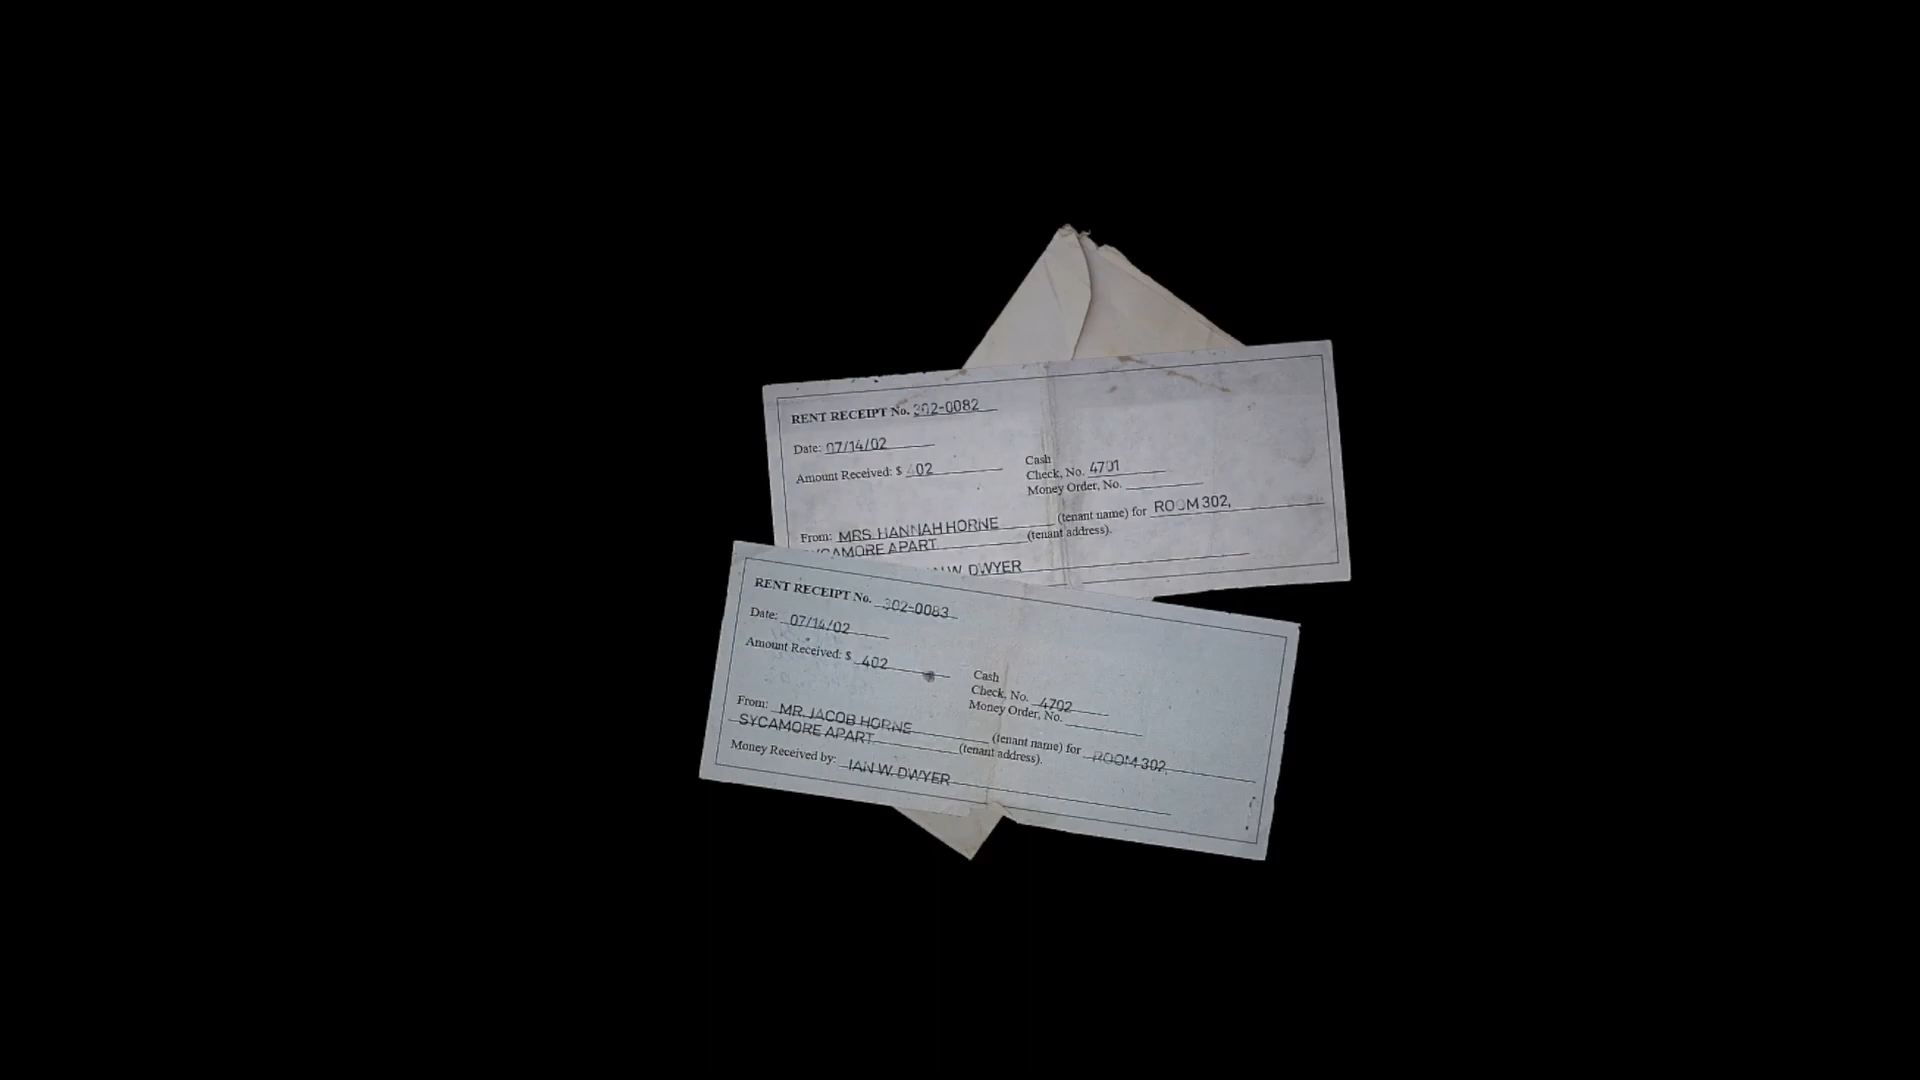 RENT RECEIPT No. 302-0082
Date: 07/14/02
Amount Received: $ 402
Cash
Check, No. 4701
Money Order, No.
From: MRS. HANNAH HORNE (tenant name) for ROOM 302,
SYCAMORE APART (tenant address).
W. DWYER
RENT RECEIPT No. 302-0083
Date: 07/14/02
Amount Received: $ 402
Cash
Check, No. 4702
Money Order, No.
From: MR. JACOB HORNE (tenant name) for ROOM 302,
SYCAMORE APART (tenant address).
Money Received by: IAN W. DWYER